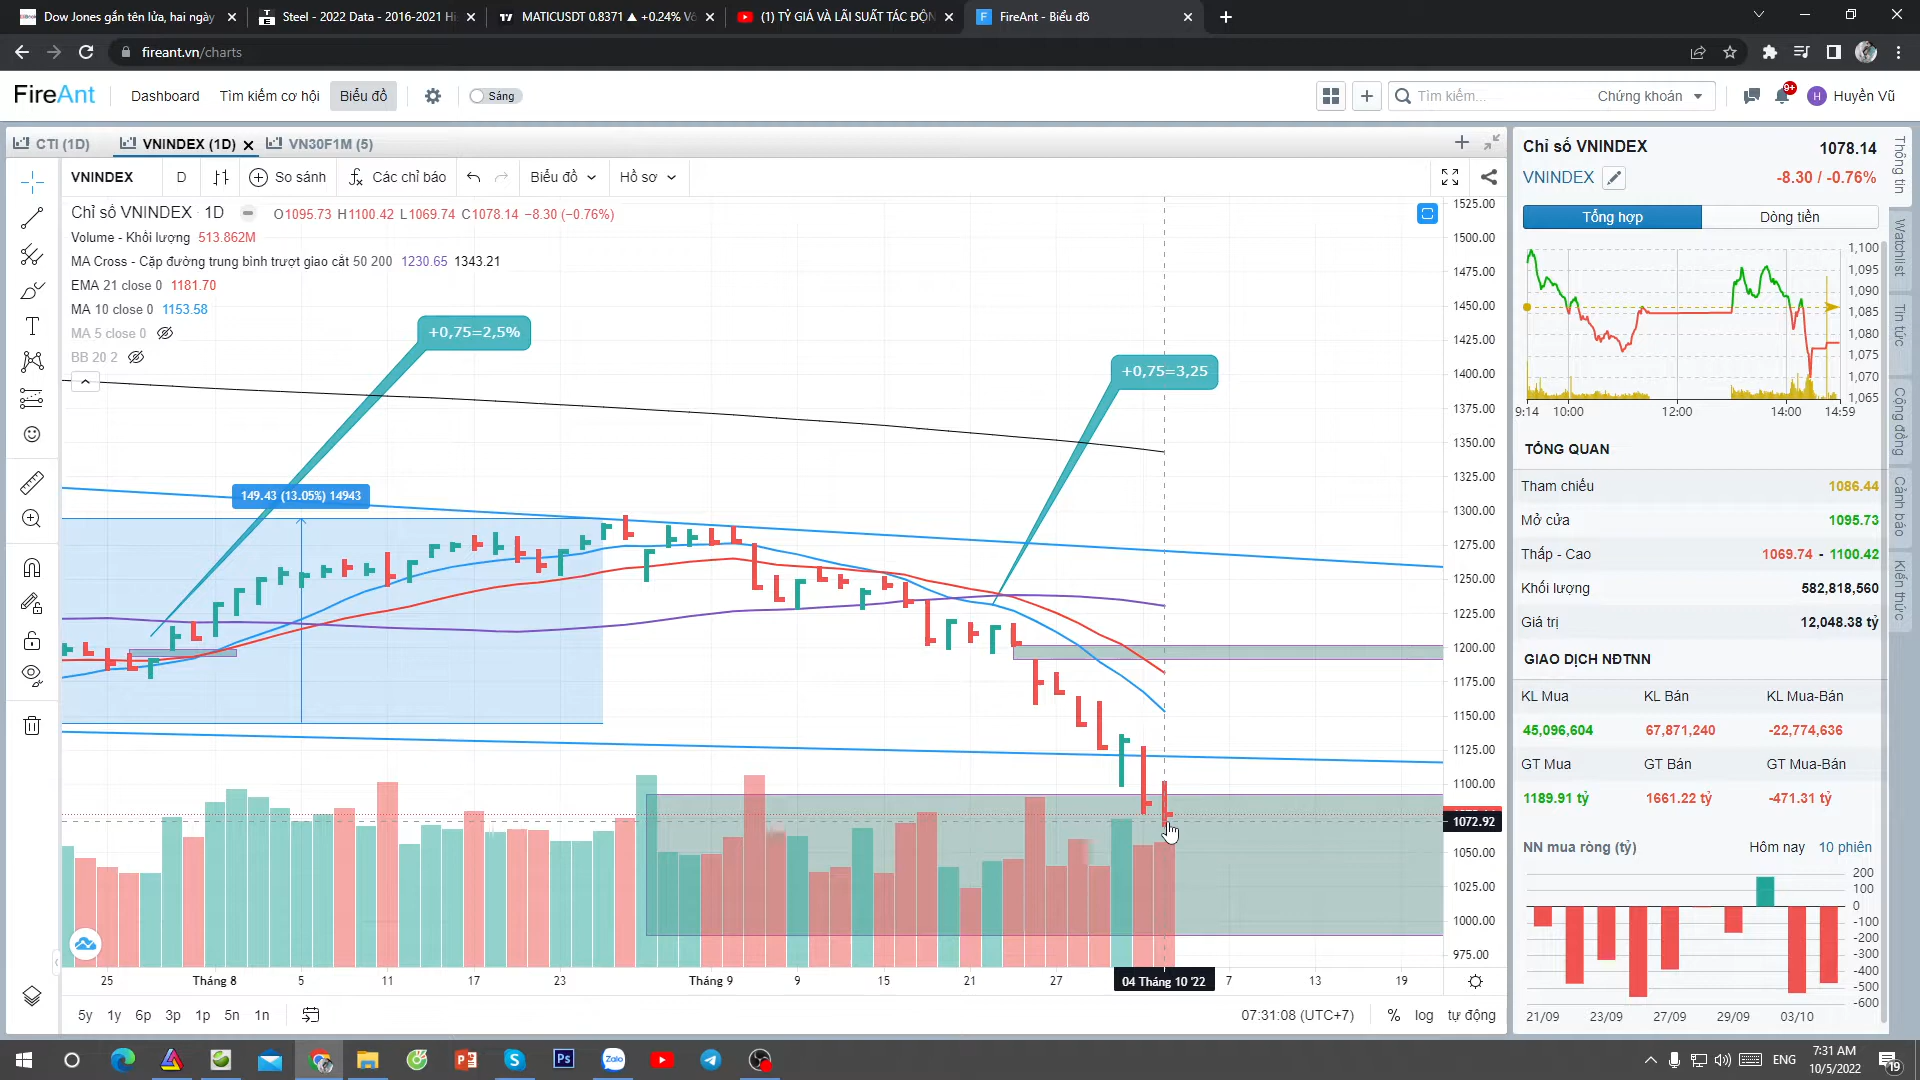 Dow Jones gắn tên lửa, hai ngày
Steel - 2022 Data - 2016-2021 Hi
MATICUSDT 0.8371 ▲ +0.24% Vô
(1) TỶ GIÁ VÀ LÃI SUẤT TÁC ĐỘN
FireAnt - Biểu đồ
fireant.vn/charts
FireAnt
Dashboard
Tìm kiếm cơ hội
Biểu đồ
Sáng
Tìm kiếm...
Chứng khoán
9+
H
Huyền Vũ
CTI (1D)
VNINDEX (1D)
VN30F1M (5)
VNINDEX
D
So sánh
Các chỉ báo
Biểu đồ
Hồ sơ
Chỉ số VNINDEX · 1D
O1095.73 H1100.42 L1069.74 C1078.14 −8.30 (−0.76%)
Volume - Khối lượng 513.862M
MA Cross - Cặp đường trung bình trượt giao cắt 50 200 1230.65 1343.21
EMA 21 close 0 1181.70
MA 10 close 0 1153.58
MA 5 close 0
BB 20 2
+0,75=2,5%
+0,75=3,25
149.43 (13.05%) 14943
1525.00
1500.00
1475.00
1450.00
1425.00
1400.00
1375.00
1350.00
1325.00
1300.00
1275.00
1250.00
1225.00
1200.00
1175.00
1150.00
1125.00
1100.00
1072.92
1050.00
1025.00
1000.00
975.00
25
Tháng 8
5
11
17
23
Tháng 9
9
15
21
27
04 Tháng 10 '22
7
13
19
5y 1y 6p 3p 1p 5n 1n
07:31:08 (UTC+7)
% log tự động
Chỉ số VNINDEX
1078.14
VNINDEX
-8.30 / -0.76%
Tổng hợp
Dòng tiền
1,100
1,095
1,090
1,085
1,080
1,075
1,070
1,065
9:14 10:00 12:00 14:00 14:59
TỔNG QUAN
Tham chiếu 1086.44
Mở cửa 1095.73
Thấp - Cao 1069.74 - 1100.42
Khối lượng 582,818,560
Giá trị 12,048.38 tỷ
GIAO DỊCH NĐTNN
KL Mua KL Bán KL Mua-Bán
45,096,604 67,871,240 -22,774,636
GT Mua GT Bán GT Mua-Bán
1189.91 tỷ 1661.22 tỷ -471.31 tỷ
NN mua ròng (tỷ)
Hôm nay
10 phiên
200
100
0
-100
-200
-300
-400
-500
-600
21/09 23/09 27/09 29/09 03/10
Thông tin
Watchlist
Tin tức
Cộng đồng
Cảnh báo
Kiến thức
Ps
Zalo
ENG
7:31 AM
10/5/2022
19